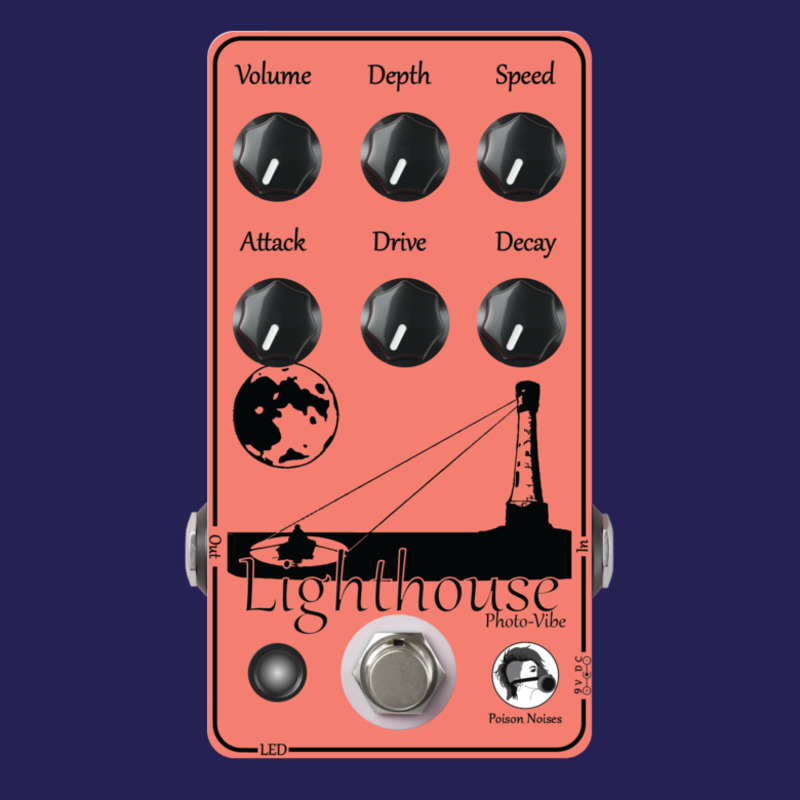 Volume Depth Speed
Attack Drive Decay
Out
In
Lighthouse
Photo-Vibe
9V DC
Poison Noises
LED